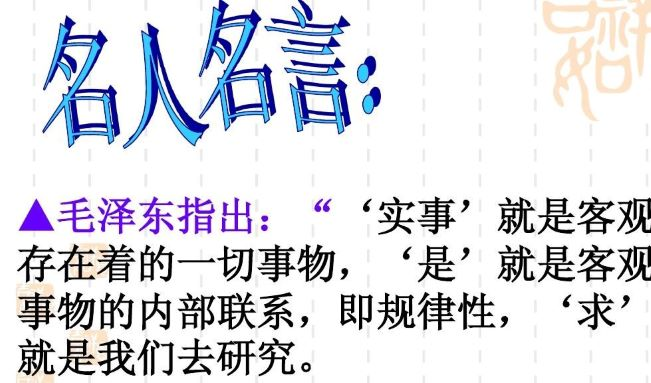 名人名言:
▲毛泽东指出：“‘实事’就是客观
存在着的一切事物，‘是’就是客观
事物的内部联系，即规律性，‘求’
就是我们去研究。